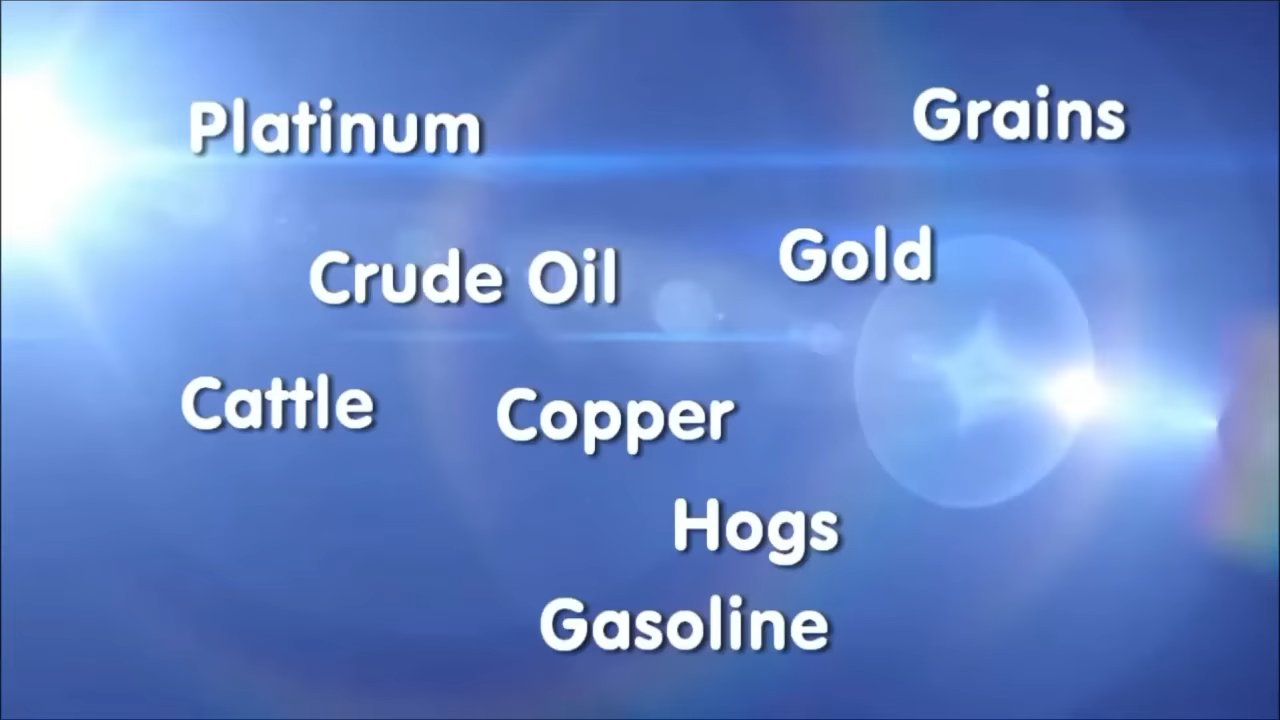 Platinum
Grains
Crude Oil
Gold
Cattle
Copper
Hogs
Gasoline